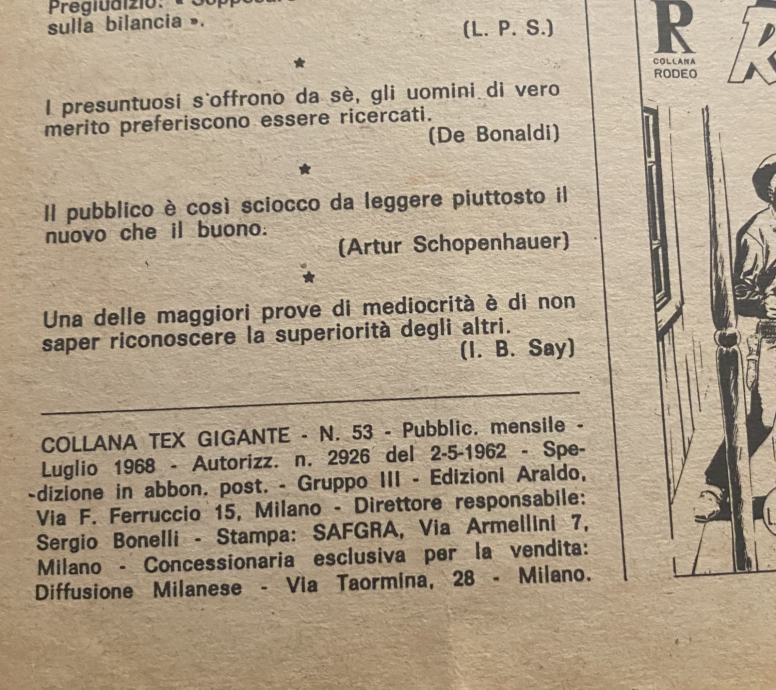 Pregiudizio: « Soppesare
sulla bilancia ».
(L. P. S.)
I presuntuosi s'offrono da sè, gli uomini di vero
merito preferiscono essere ricercati.
(De Bonaldi)
Il pubblico è così sciocco da leggere piuttosto il
nuovo che il buono.
(Artur Schopenhauer)
Una delle maggiori prove di mediocrità è di non
saper riconoscere la superiorità degli altri.
(I. B. Say)
COLLANA TEX GIGANTE - N. 53 - Pubblic. mensile -
Luglio 1968 - Autorizz. n. 2926 del 2-5-1962 - Spe-
dizione in abbon. post. - Gruppo III - Edizioni Araldo,
Via F. Ferruccio 15, Milano - Direttore responsabile:
Sergio Bonelli - Stampa: SAFGRA, Via Armellini 7,
Milano - Concessionaria esclusiva per la vendita:
Diffusione Milanese - Via Taormina, 28 - Milano.
R
COLLANA
RODEO
R